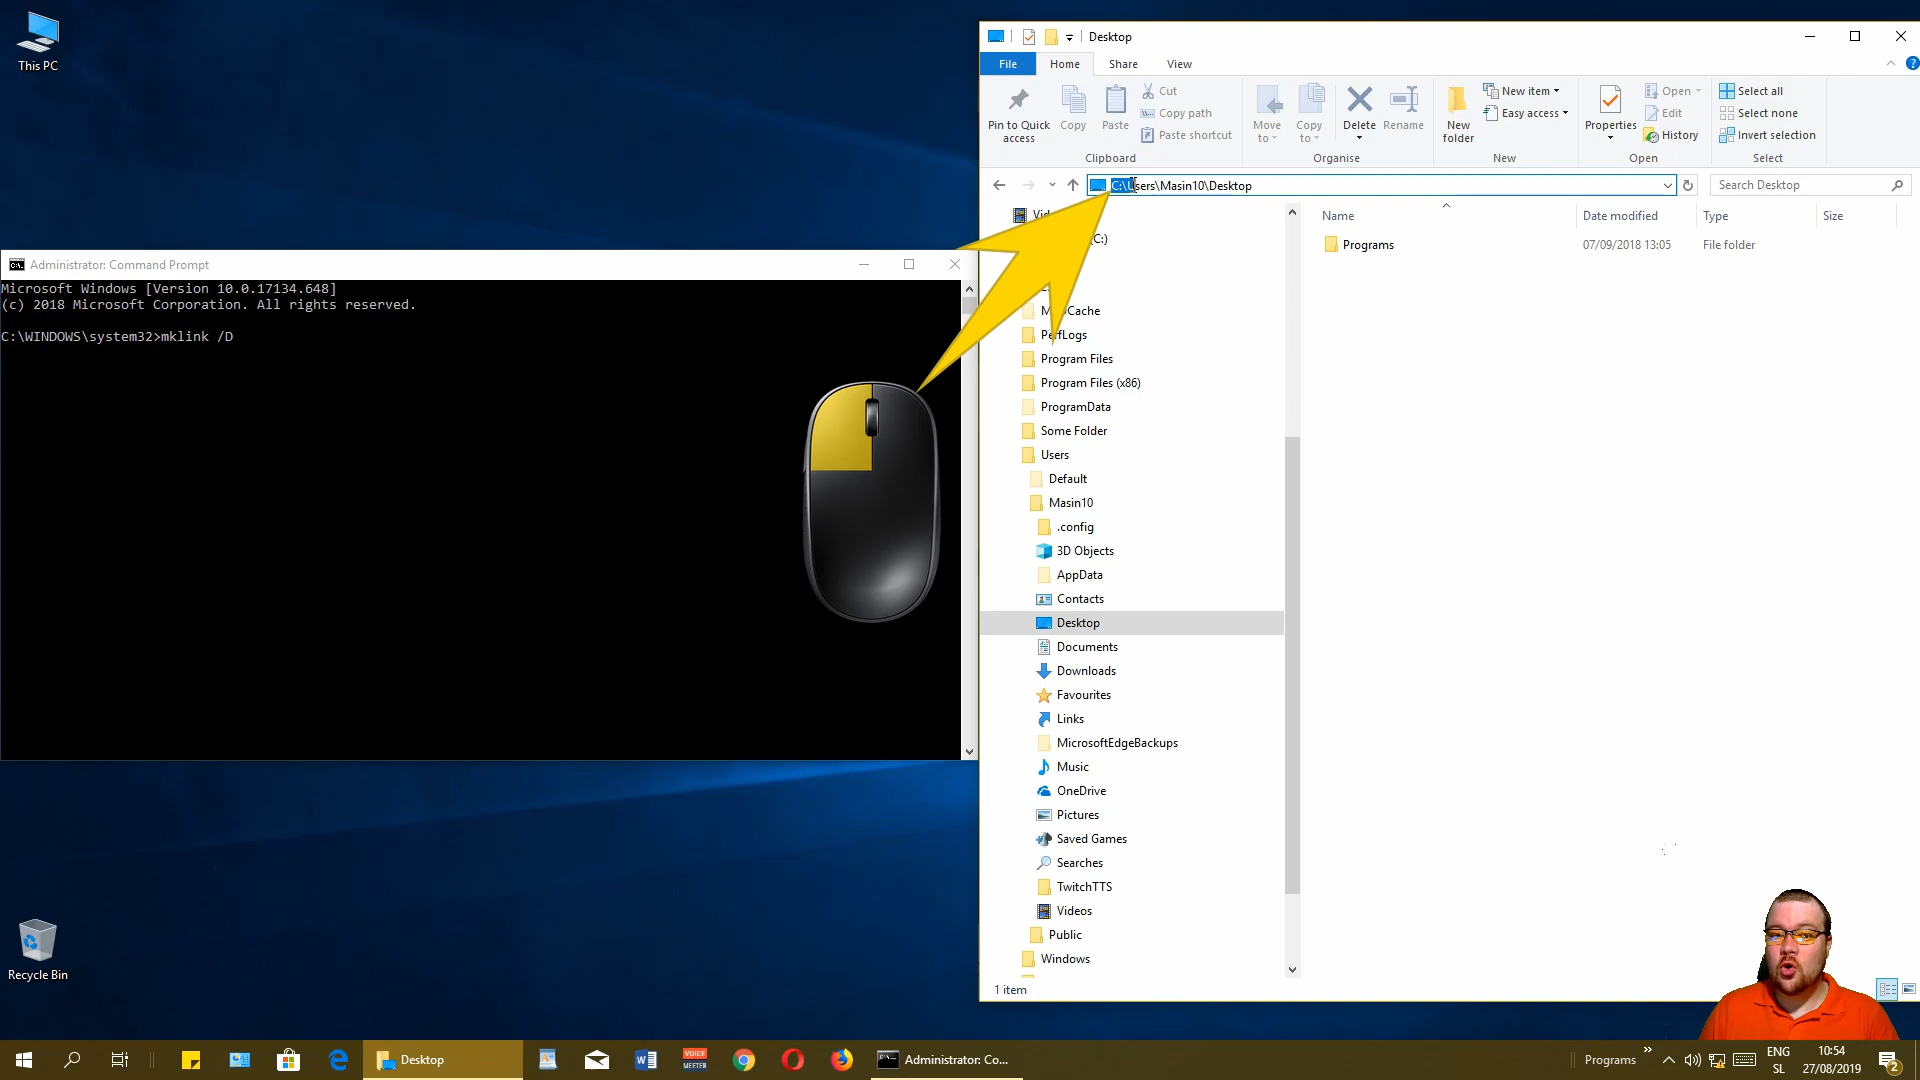 This PC
Desktop
File
Home
Share
View
Pin to Quick access
Copy
Paste
Cut
Copy path
Paste shortcut
Clipboard
Move to
Copy to
Delete
Rename
Organise
New folder
New item
Easy access
New
Properties
Open
Edit
History
Open
Select all
Select none
Invert selection
Select
C:\Users\Masin10\Desktop
Search Desktop
(C:)
PerfLogs
Program Files
Program Files (x86)
ProgramData
Some Folder
Users
Default
Masin10
.config
3D Objects
AppData
Contacts
Desktop
Documents
Downloads
Favourites
Links
MicrosoftEdgeBackups
Music
OneDrive
Pictures
Saved Games
Searches
TwitchTTS
Videos
Public
Windows
Name
Date modified
Type
Size
Programs
07/09/2018 13:05
File folder
1 item
Administrator: Command Prompt
Microsoft Windows [Version 10.0.17134.648]
(c) 2018 Microsoft Corporation. All rights reserved.
C:\WINDOWS\system32>mklink /D
Recycle Bin
Desktop
VOICE
MEETER
Administrator: Co...
Programs
ENG
SL
10:54
27/08/2019
2